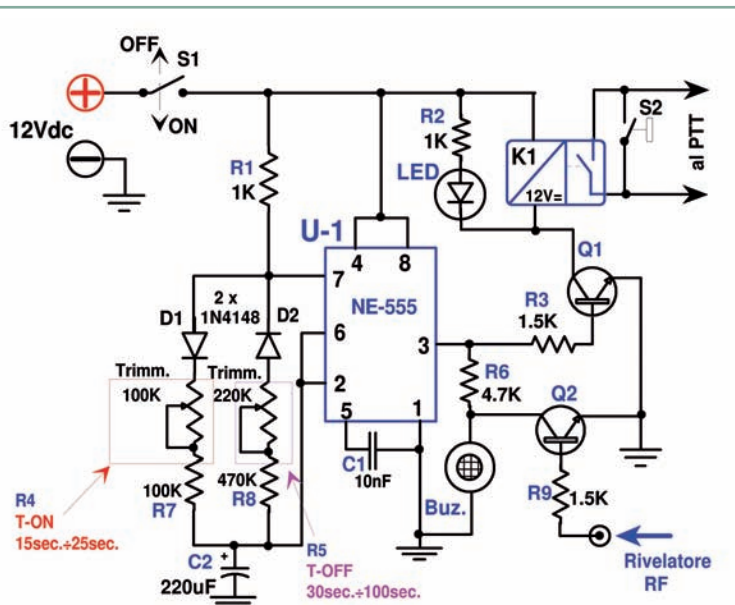 OFF
S1
ON
12Vdc
R1
1K
R2
1K
LED
K1
12V=
S2
al PTT
U-1
4
8
7
NE-555
6
3
2
5
1
Q1
R3
1.5K
2 x
1N4148
D1
D2
Trimm.
100K
Trimm.
220K
R6
4.7K
Q2
C1
10nF
Buz.
R9
1.5K
Rivelatore
RF
100K
R7
470K
R8
R4
T-ON
15sec.÷25sec.
R5
T-OFF
30sec.÷100sec.
C2
+
220uF